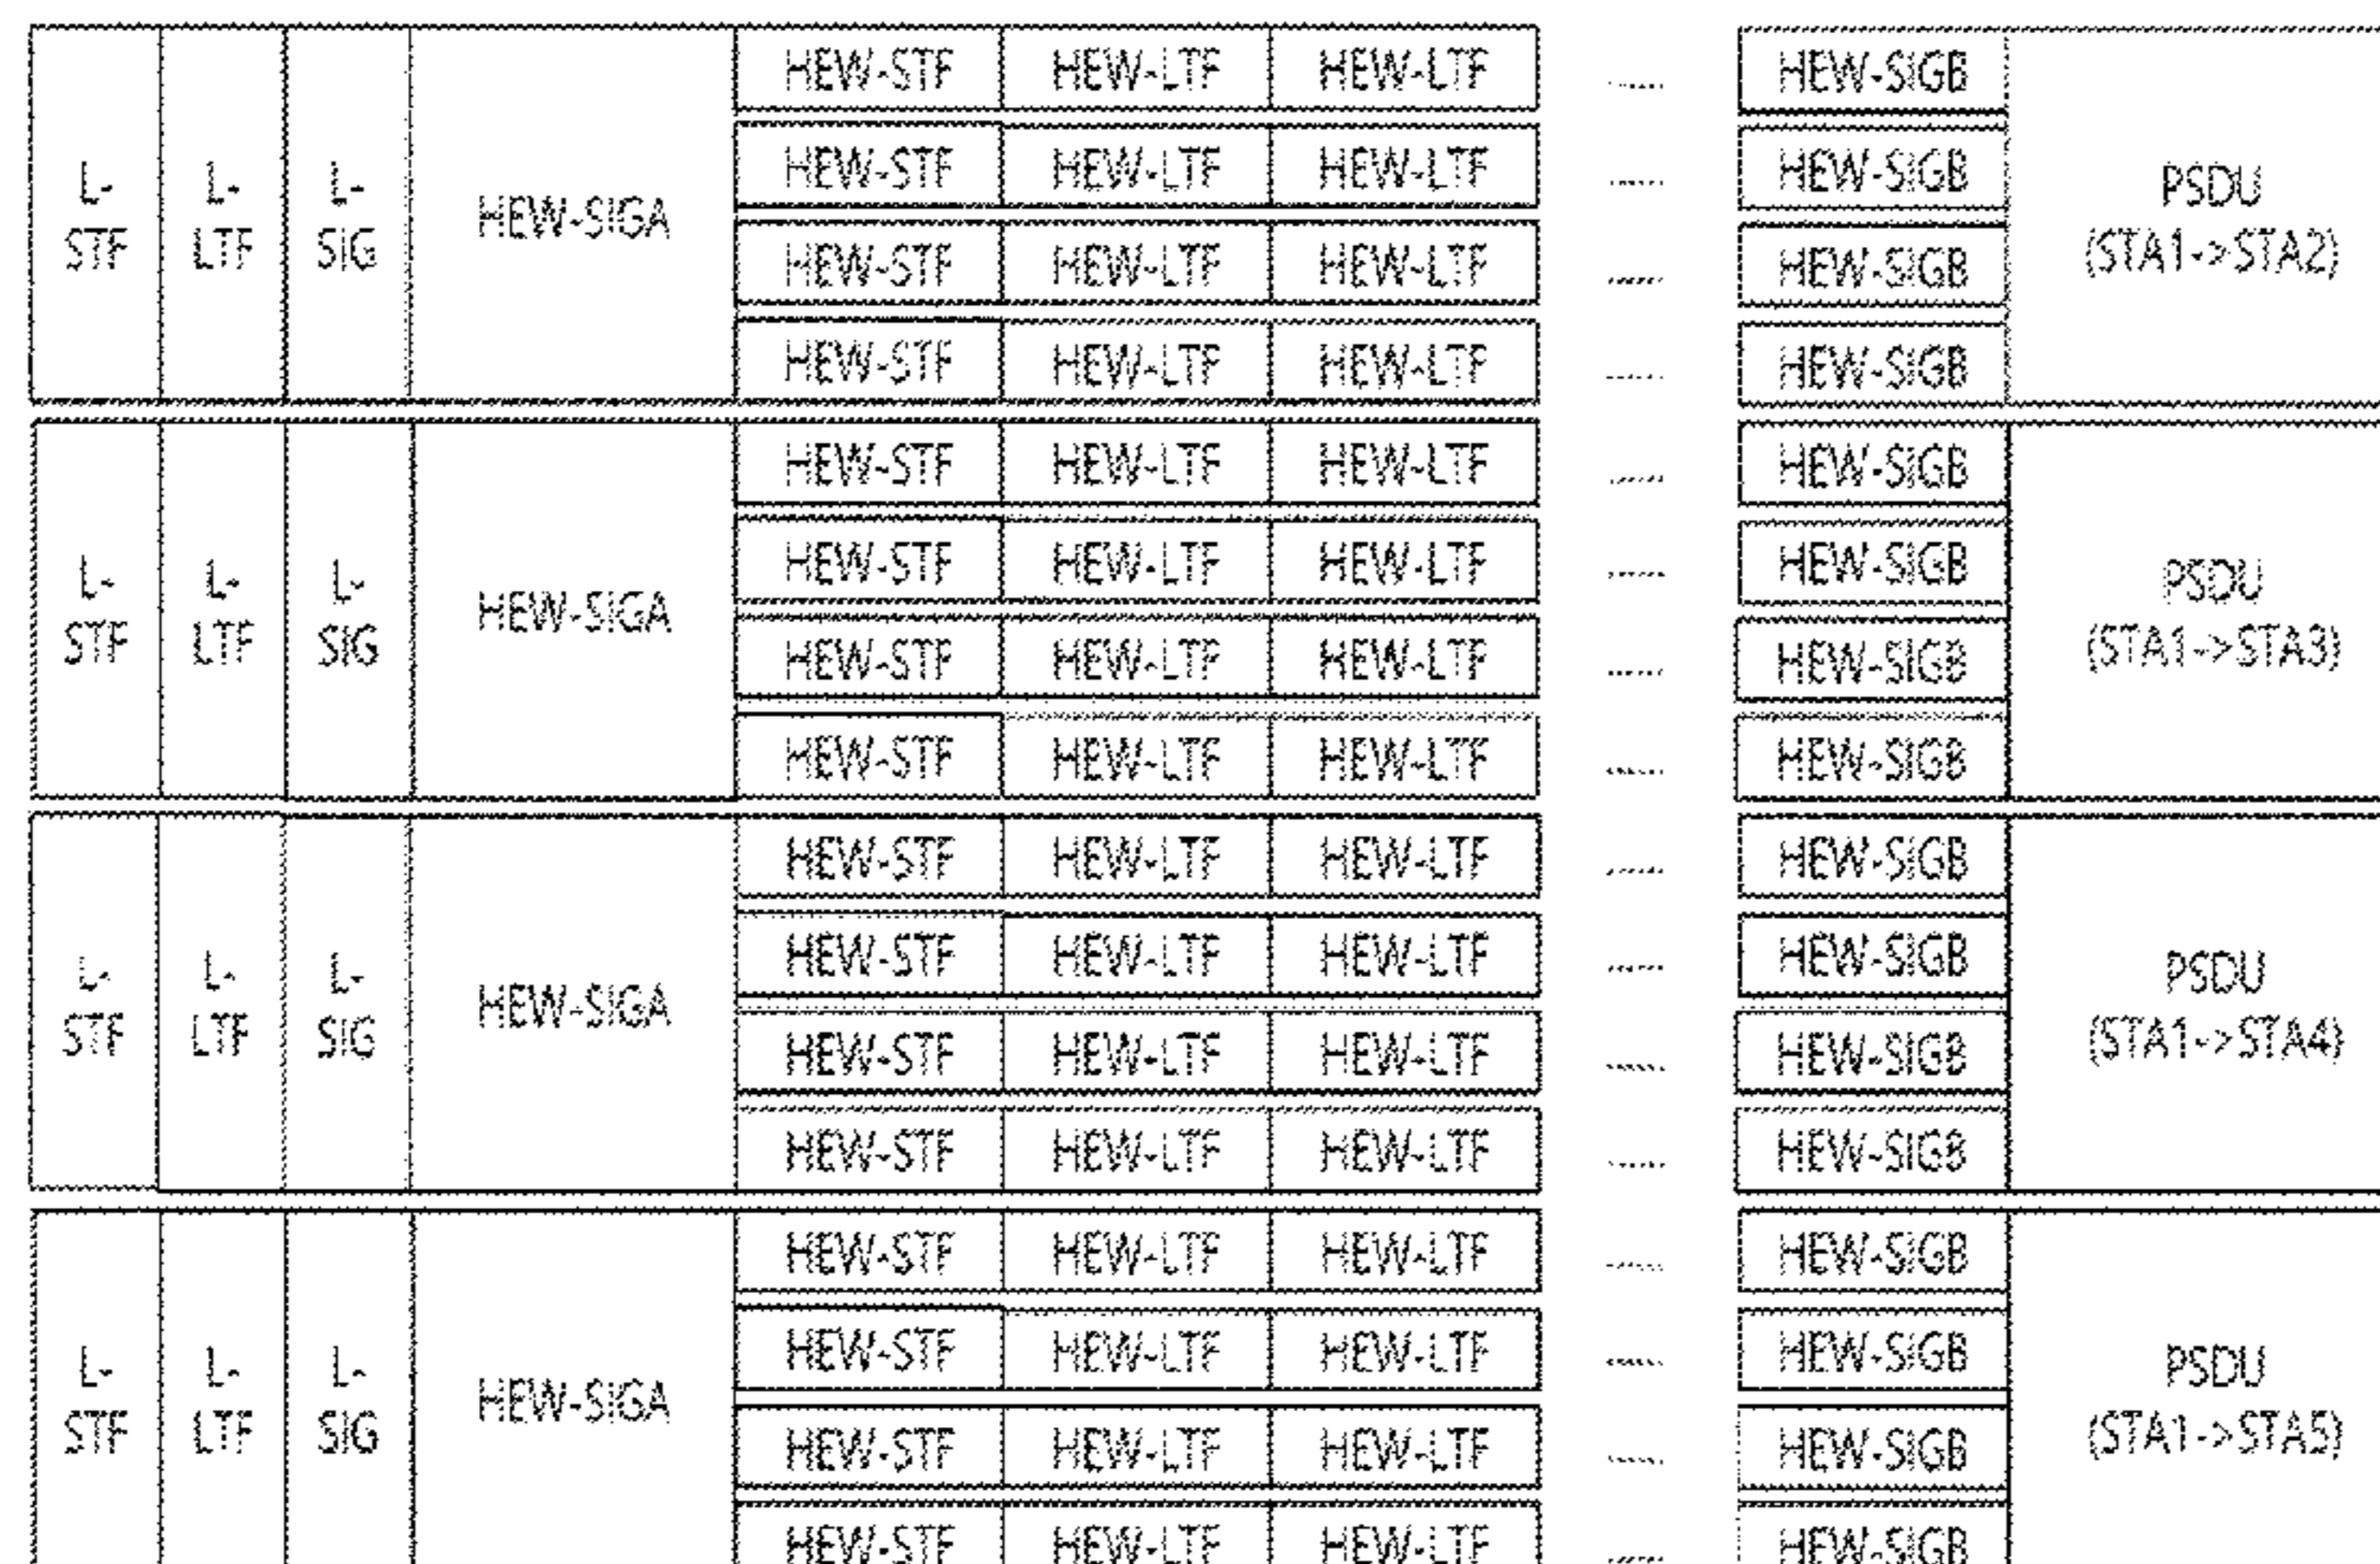 HEW-STF HEW-LTF HEW-LTF ..... HEW-SIGB
HEW-STF HEW-LTF HEW-LTF ..... HEW-SIGB
L-STF L-LTF L-SIG HEW-SIGA PSDU (STA1->STA2)
HEW-STF HEW-LTF HEW-LTF ..... HEW-SIGB
HEW-STF HEW-LTF HEW-LTF ..... HEW-SIGB
HEW-STF HEW-LTF HEW-LTF ..... HEW-SIGB
HEW-STF HEW-LTF HEW-LTF ..... HEW-SIGB
L-STF L-LTF L-SIG HEW-SIGA PSDU (STA1->STA3)
HEW-STF HEW-LTF HEW-LTF ..... HEW-SIGB
HEW-STF HEW-LTF HEW-LTF ..... HEW-SIGB
HEW-STF HEW-LTF HEW-LTF ..... HEW-SIGB
HEW-STF HEW-LTF HEW-LTF ..... HEW-SIGB
L-STF L-LTF L-SIG HEW-SIGA PSDU (STA1->STA4)
HEW-STF HEW-LTF HEW-LTF ..... HEW-SIGB
HEW-STF HEW-LTF HEW-LTF ..... HEW-SIGB
HEW-STF HEW-LTF HEW-LTF ..... HEW-SIGB
HEW-STF HEW-LTF HEW-LTF ..... HEW-SIGB
L-STF L-LTF L-SIG HEW-SIGA PSDU (STA1->STA5)
HEW-STF HEW-LTF HEW-LTF ..... HEW-SIGB
HEW-STF HEW-LTF HEW-LTF ..... HEW-SIGB